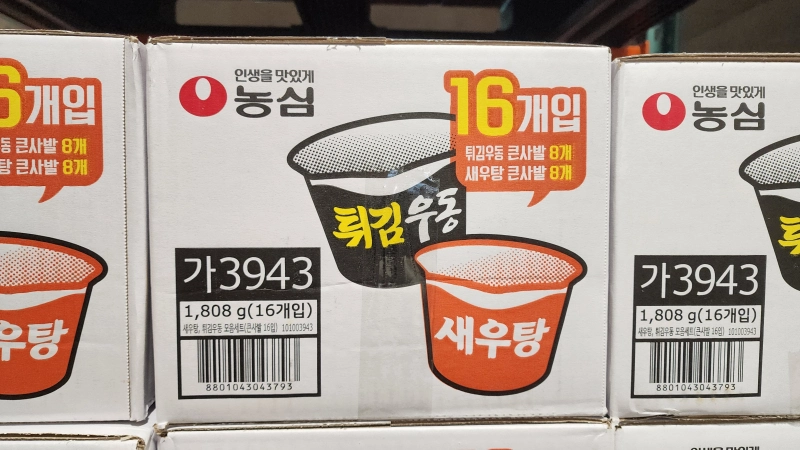 6개입
동 큰사발 8개
탕 큰사발 8개
우탕
인생을 맛있게
농심
16개입
튀김우동 큰사발 8개
새우탕 큰사발 8개
튀김우동
새우탕
가3943
1,808 g(16개입)
새우탕, 튀김우동 모음세트(큰사발 16입) 101003943
8801043043793
인생을 맛있게
농심
튀
가3943
1,808 g(16개입)
새우탕, 튀김우동 모음세트(큰사발 16입) 101003943
8801043043793